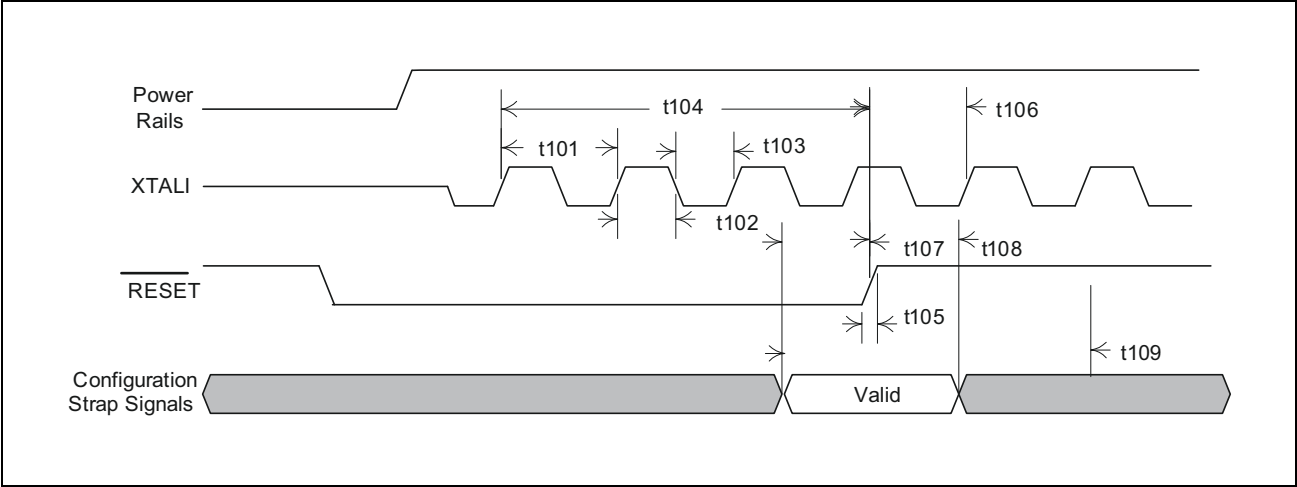 Power
Rails
t104
t106
t101
t103
XTALI
t102
t107
t108
RESET
t105
t109
Configuration
Strap Signals
Valid